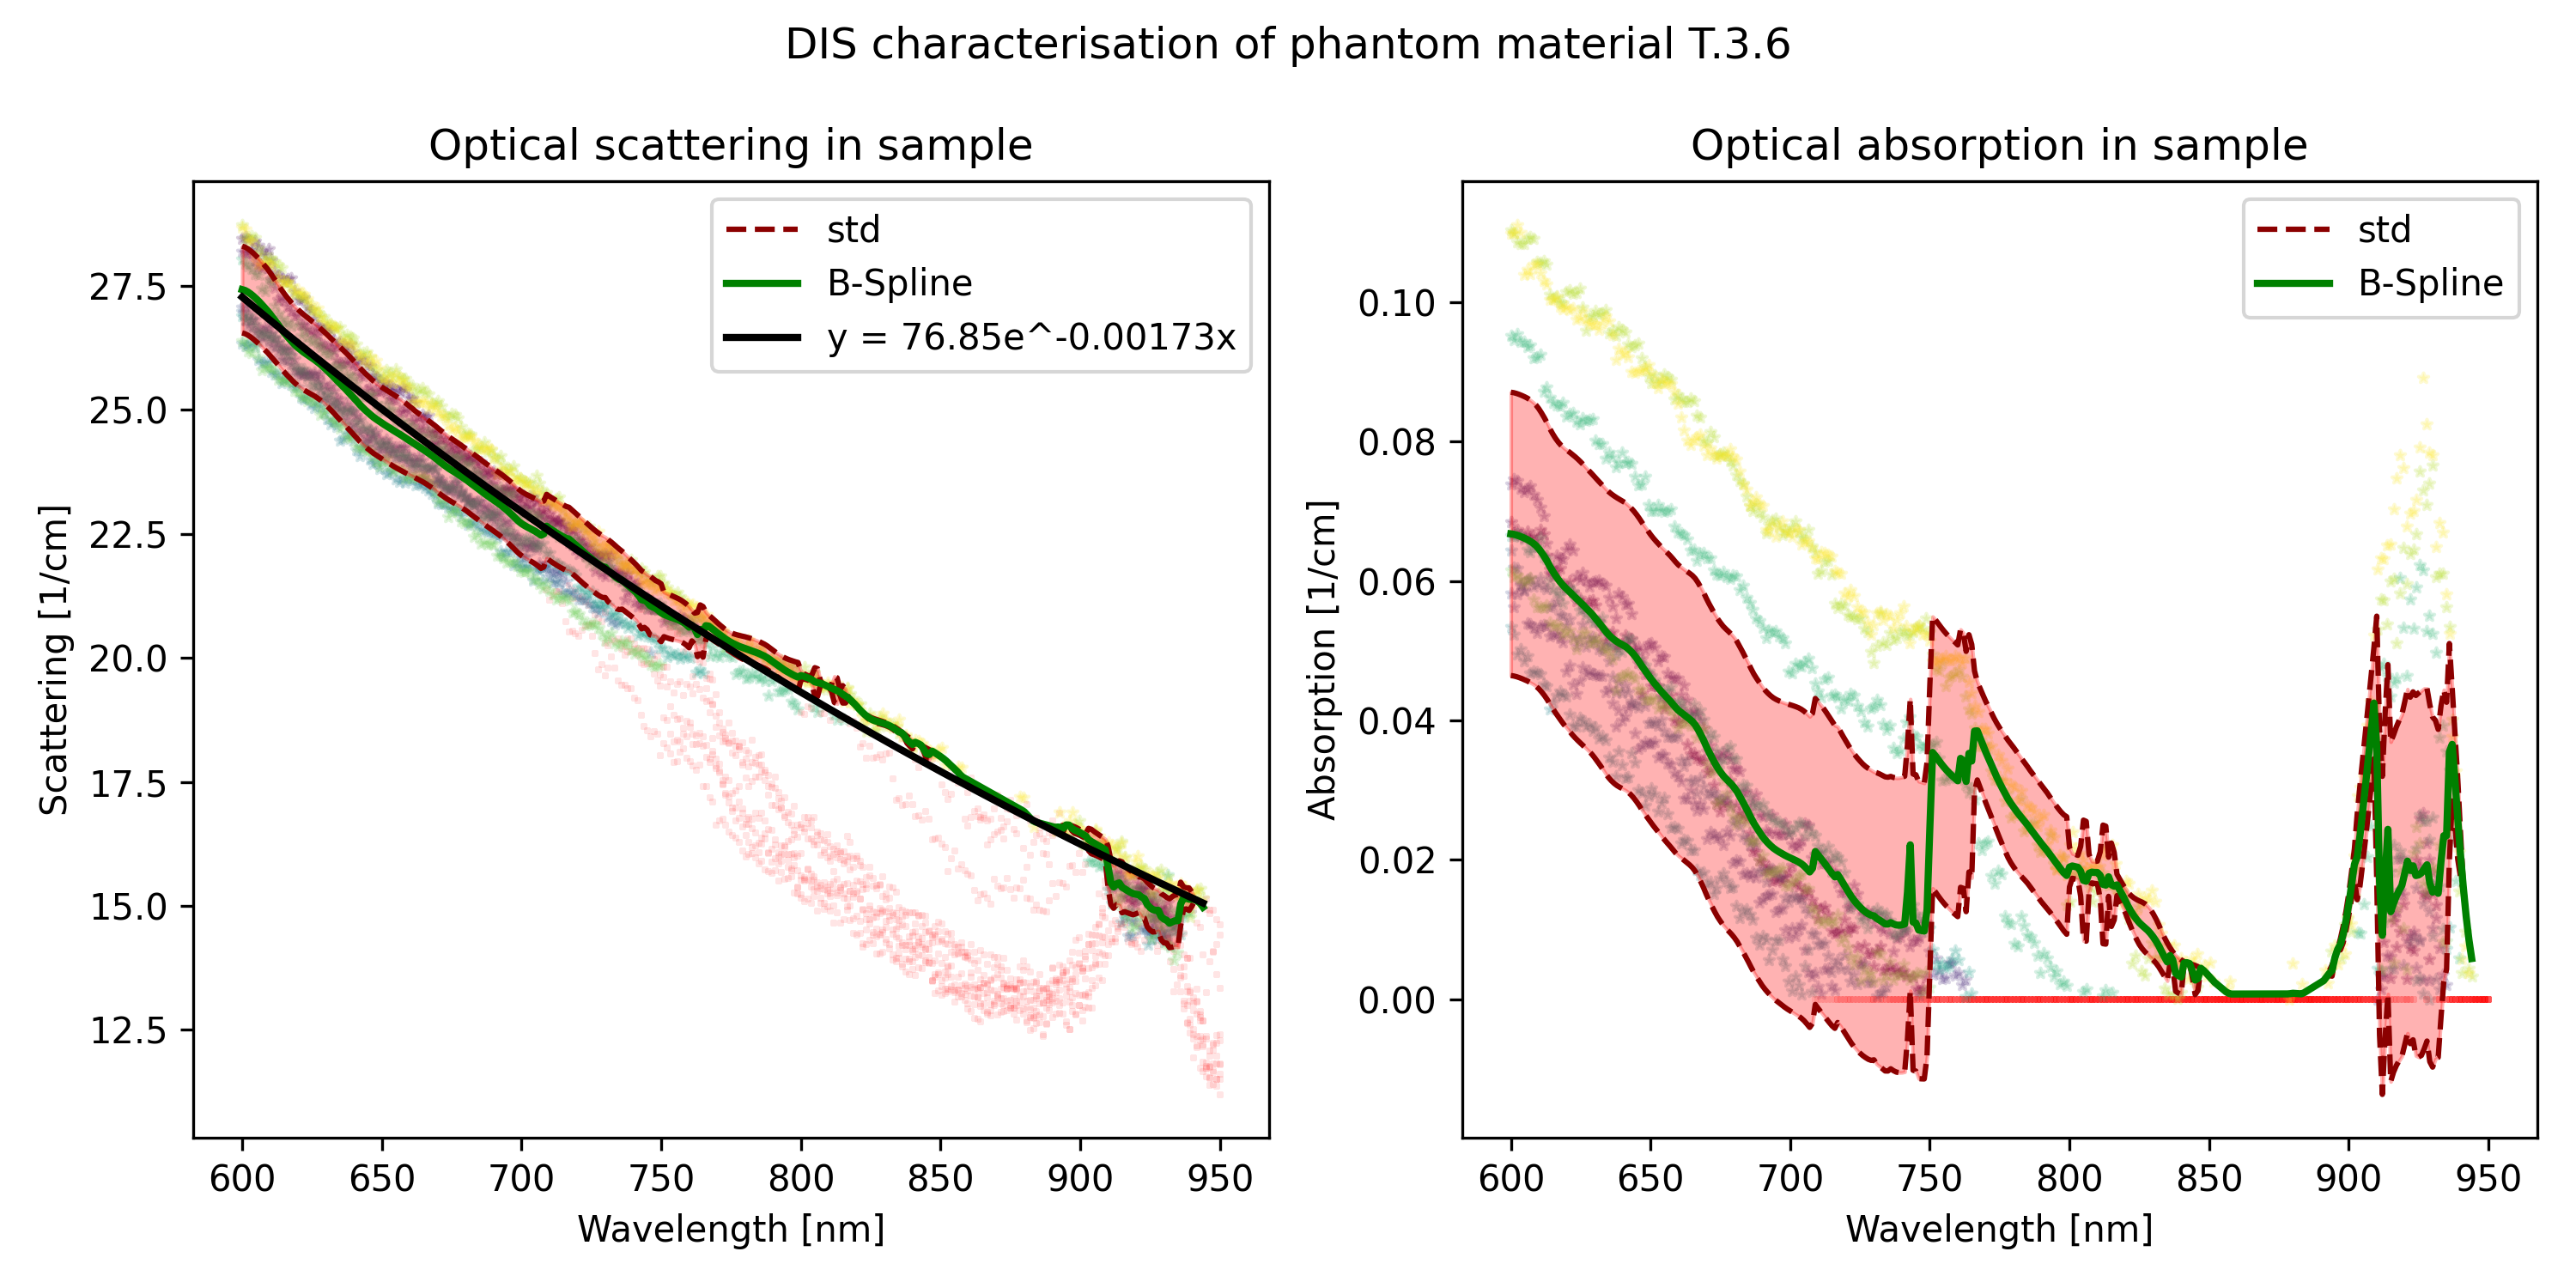 DIS characterisation of phantom material T.3.6
Optical scattering in sample
std
B-Spline
y = 76.85e^-0.00173x
27.5
25.0
22.5
20.0
17.5
15.0
12.5
Scattering [1/cm]
600 650 700 750 800 850 900 950
Wavelength [nm]
Optical absorption in sample
std
B-Spline
0.10
0.08
0.06
0.04
0.02
0.00
Absorption [1/cm]
600 650 700 750 800 850 900 950
Wavelength [nm]